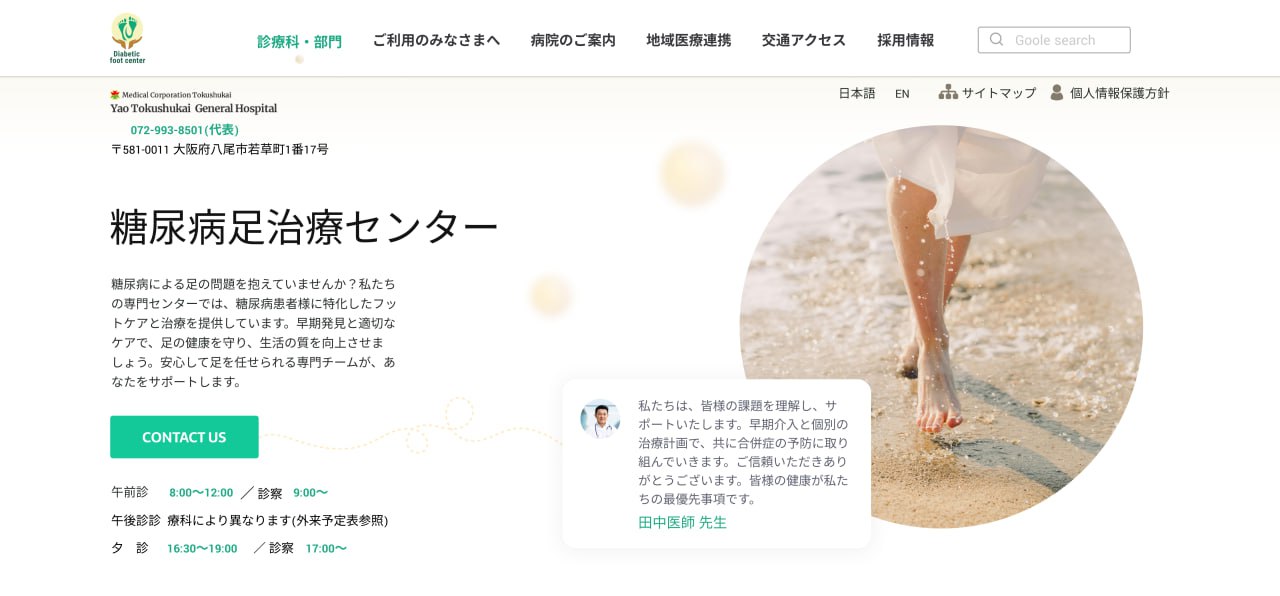 Diabetic
foot center
診療科・部門
ご利用のみなさまへ
病院のご案内
地域医療連携
交通アクセス
採用情報
Goole search
Medical Corporation Tokushukai
Yao Tokushukai General Hospital
072-993-8501(代表)
〒581-0011 大阪府八尾市若草町1番17号
日本語
EN
サイトマップ
個人情報保護方針
糖尿病足治療センター
糖尿病による足の問題を抱えていませんか？私たち
の専門センターでは、糖尿病患者様に特化したフッ
トケアと治療を提供しています。早期発見と適切な
ケアで、足の健康を守り、生活の質を向上させま
しょう。安心して足を任せられる専門チームが、あ
なたをサポートします。
CONTACT US
午前診 8:00〜12:00 ／診察 9:00〜
午後診診 療科により異なります(外来予定表参照)
夕 診 16:30〜19:00 ／診察 17:00〜
私たちは、皆様の課題を理解し、サ
ポートいたします。早期介入と個別の
治療計画で、共に合併症の予防に取り
組んでいきます。ご信頼いただきあり
がとうございます。皆様の健康が私た
ちの最優先事項です。
田中医師 先生